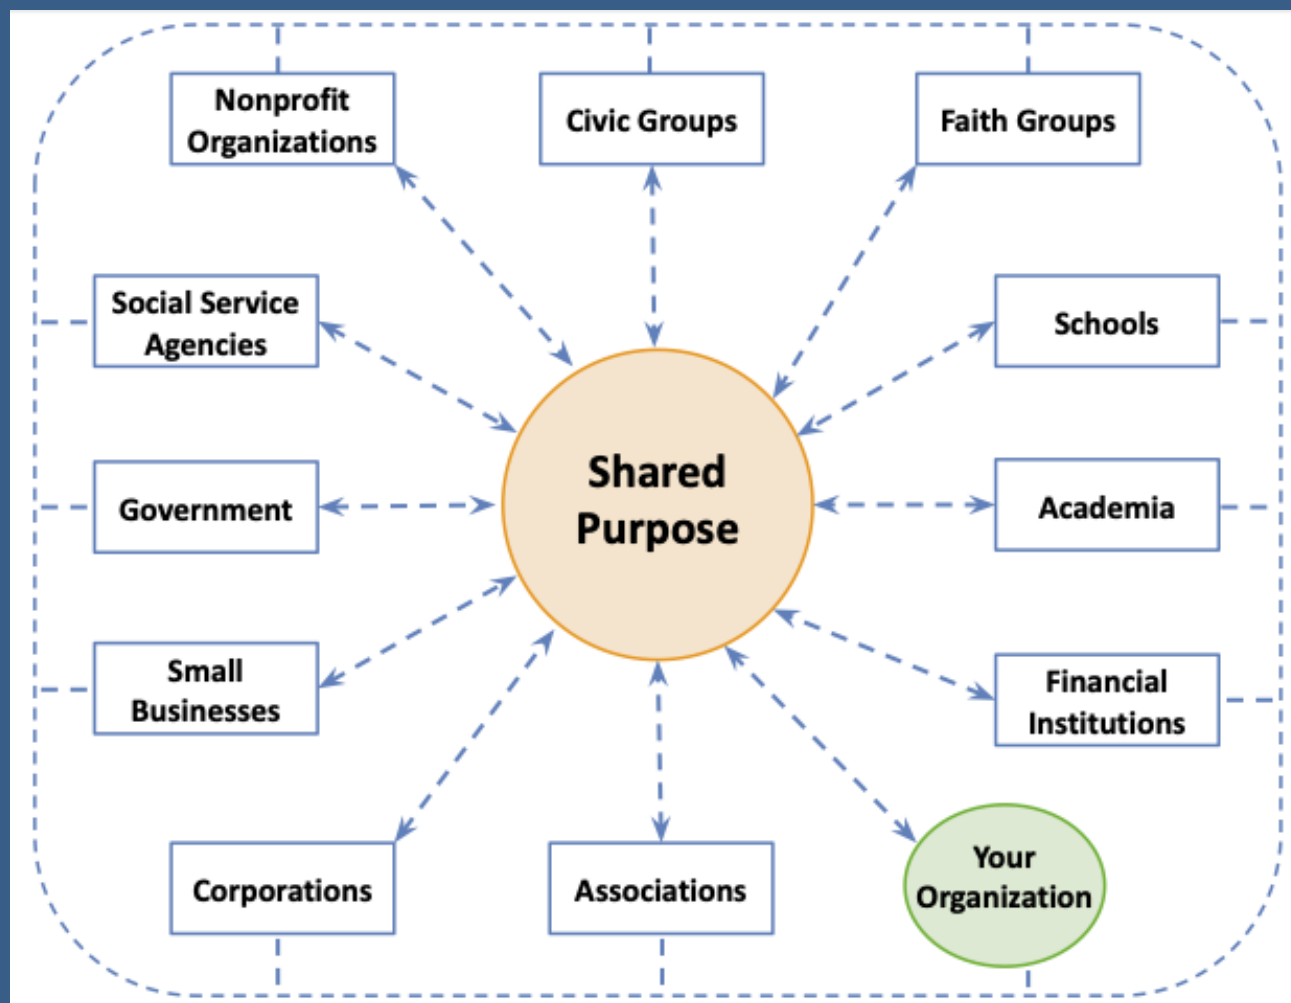 Nonprofit
Organizations
Civic Groups
Faith Groups
Social Service
Agencies
Schools
Shared
Purpose
Government
Academia
Small
Businesses
Financial
Institutions
Corporations
Associations
Your
Organization